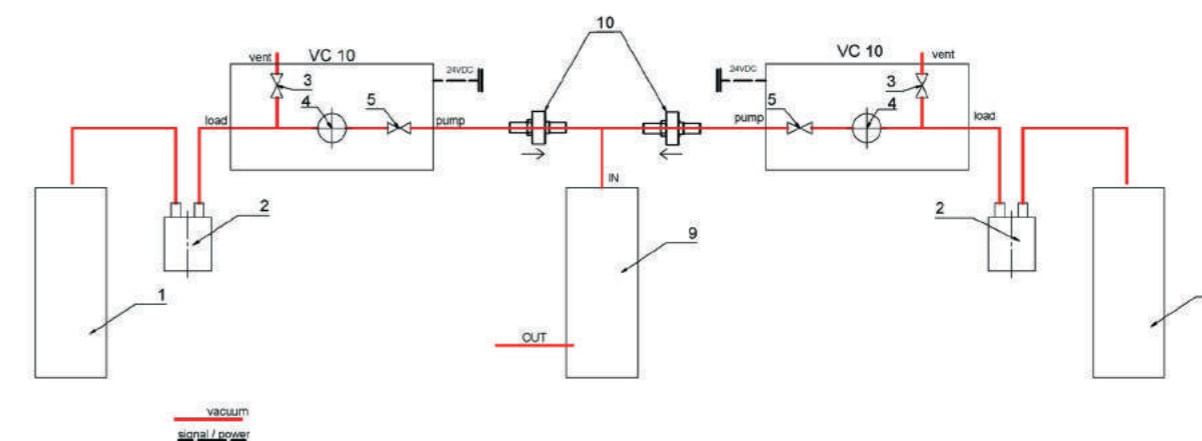 10
vent
VC 10
24VDC
24VDC
VC 10
vent
3
4
5
load
pump
pump
5
4
3
load
IN
2
2
9
1
OUT
vacuum
signal / power